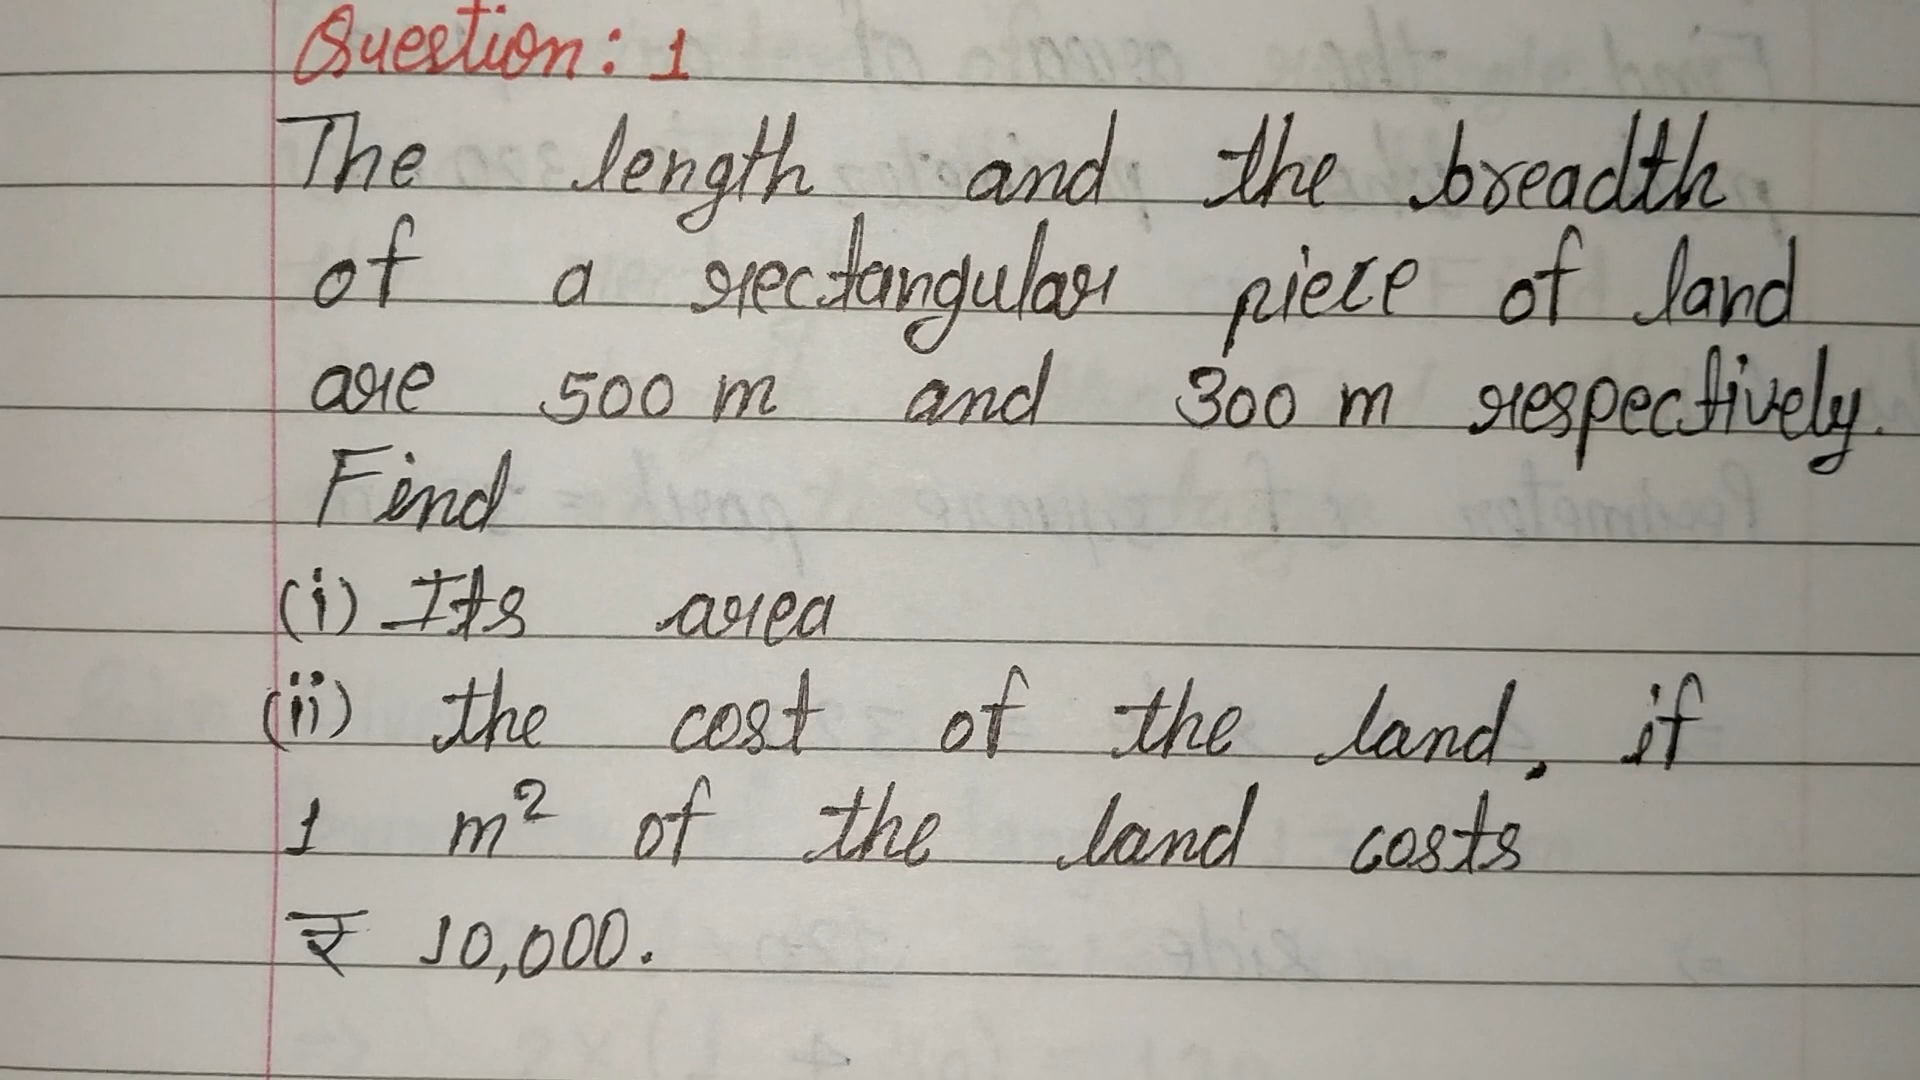 Question: 1
The length and the breadth
of a rectangular piece of land
are 500 m and 300 m respectively.
Find
(i) Its area
(ii) the cost of the land, if
1 m² of the land costs
₹ 10,000.